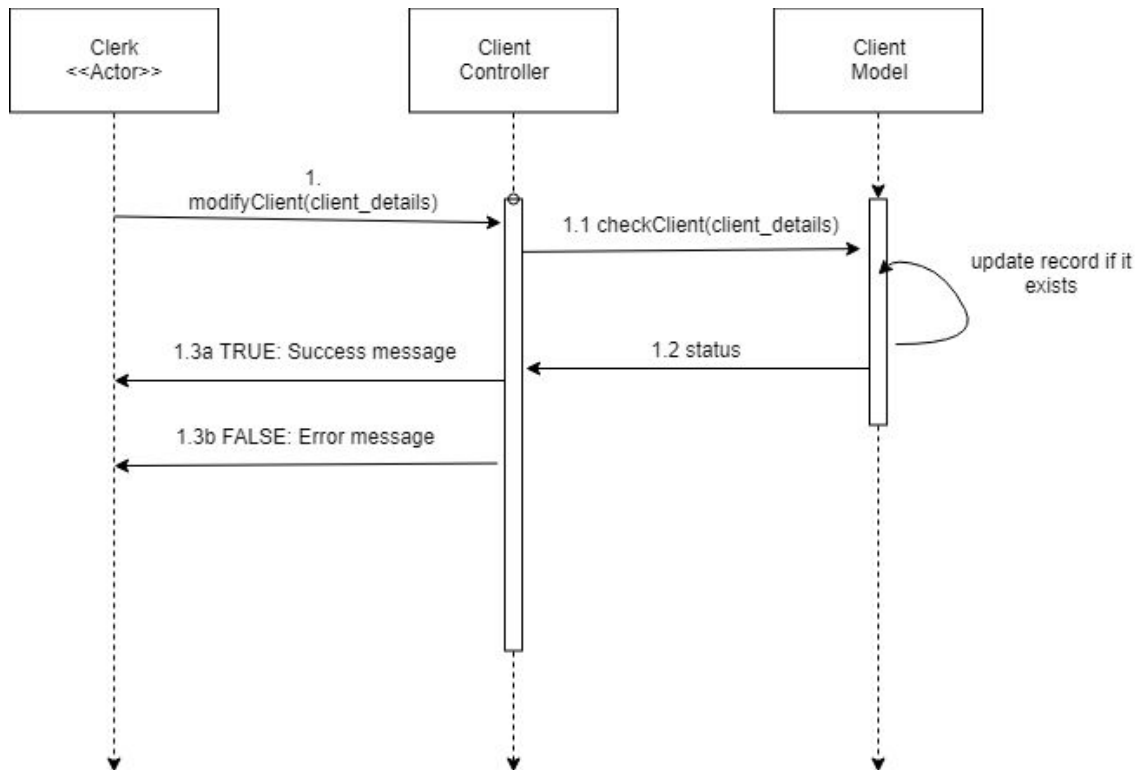 Clerk
<<Actor>>
Client
Controller
Client
Model
1.
modifyClient(client_details)
1.1 checkClient(client_details)
update record if it
exists
1.2 status
1.3a TRUE: Success message
1.3b FALSE: Error message